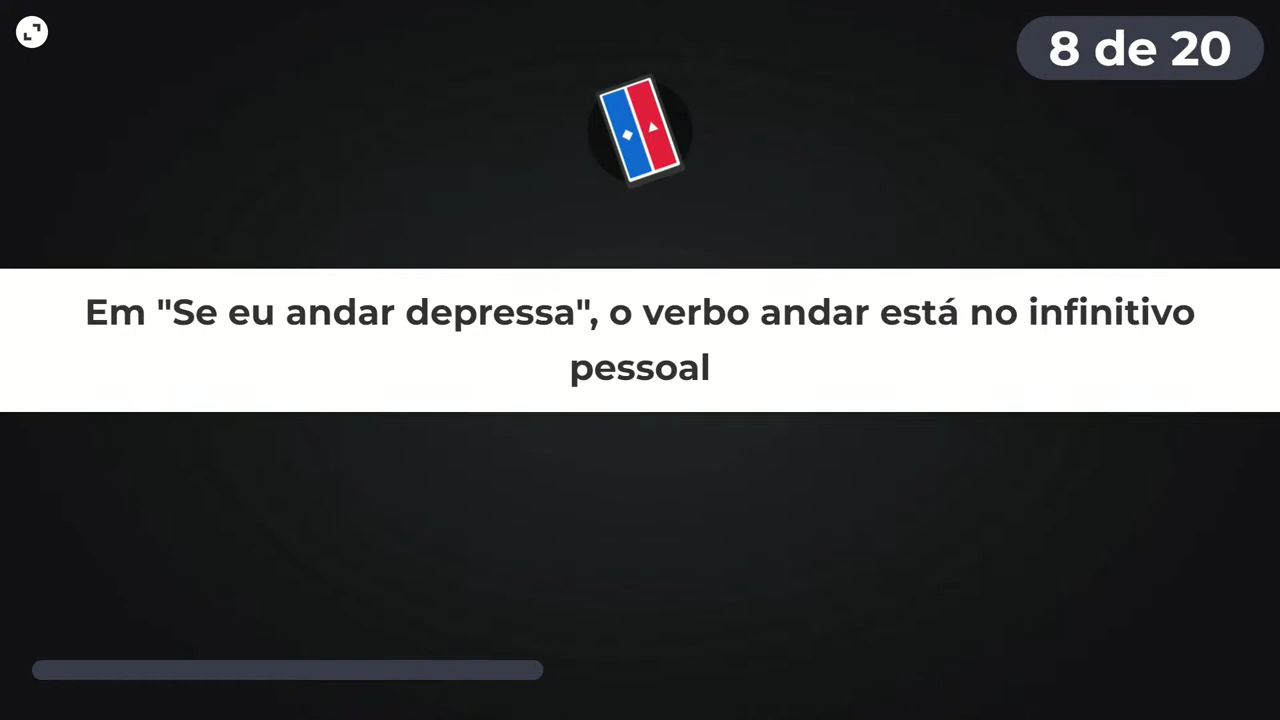 8 de 20
Em "Se eu andar depressa", o verbo andar está no infinitivo
pessoal